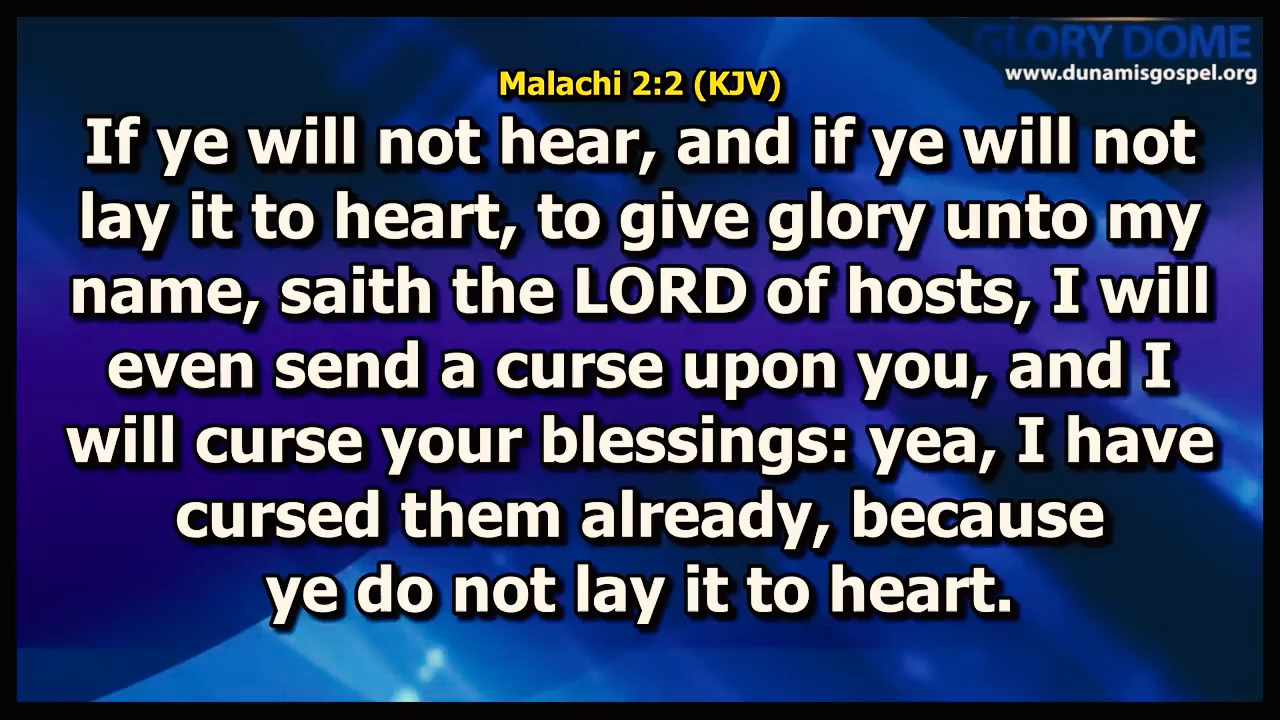 GLORY DOME
www.dunamisgospel.org
Malachi 2:2 (KJV)
If ye will not hear, and if ye will not
lay it to heart, to give glory unto my
name, saith the LORD of hosts, I will
even send a curse upon you, and I
will curse your blessings: yea, I have
cursed them already, because
ye do not lay it to heart.